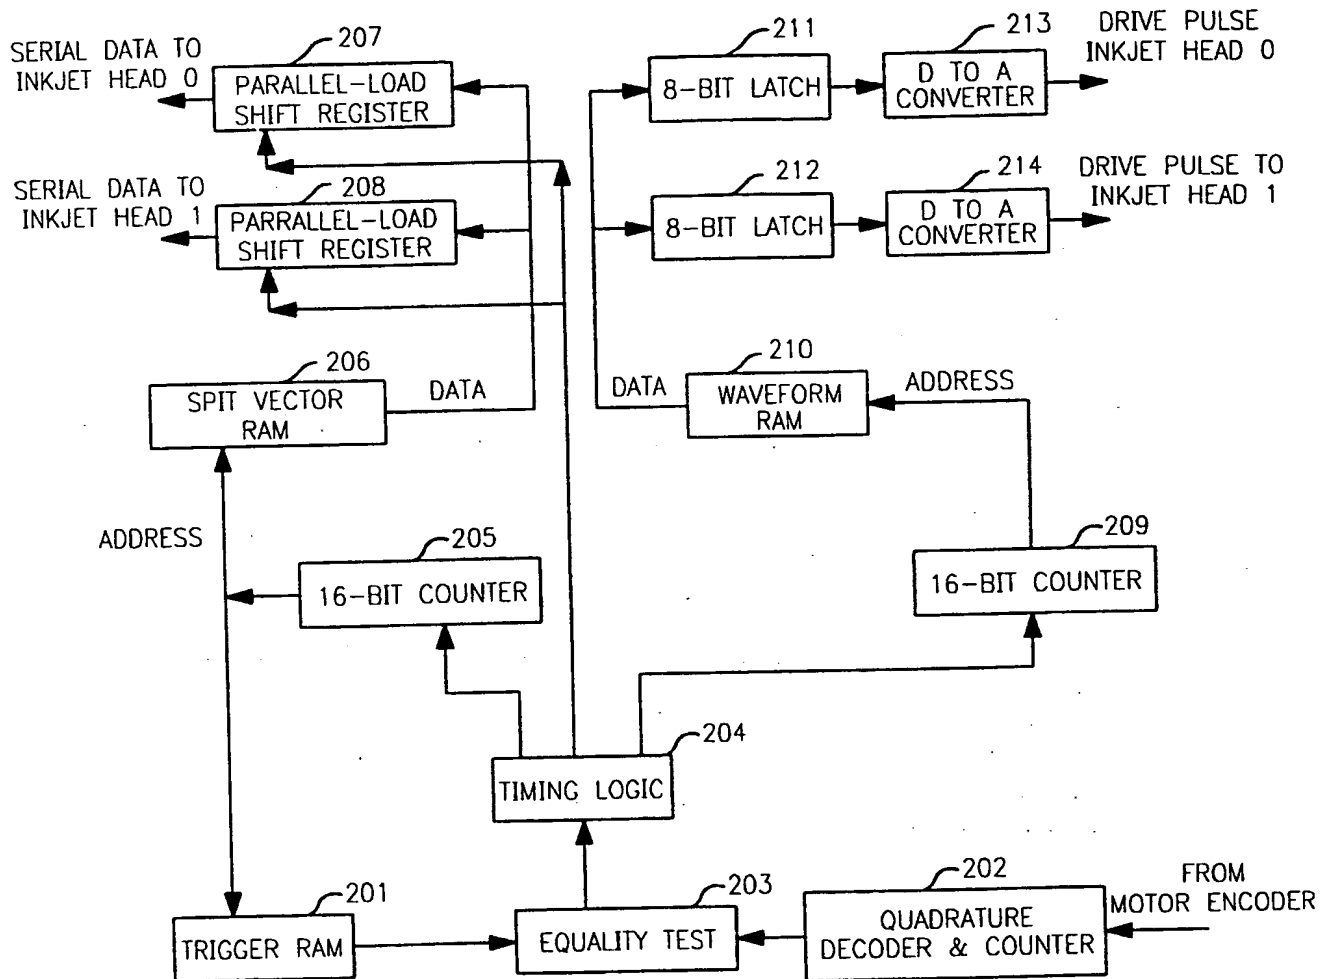 207
SERIAL DATA TO
INKJET HEAD 0
PARALLEL-LOAD
SHIFT REGISTER
211
8-BIT LATCH
213
D TO A
CONVERTER
DRIVE PULSE
INKJET HEAD 0
SERIAL DATA TO
INKJET HEAD 1
208
PARRALLEL-LOAD
SHIFT REGISTER
212
8-BIT LATCH
214
D TO A
CONVERTER
DRIVE PULSE TO
INKJET HEAD 1
206
SPIT VECTOR
RAM
DATA
DATA
210
WAVEFORM
RAM
ADDRESS
ADDRESS
205
16-BIT COUNTER
209
16-BIT COUNTER
204
TIMING LOGIC
201
TRIGGER RAM
203
EQUALITY TEST
202
QUADRATURE
DECODER & COUNTER
FROM
MOTOR ENCODER